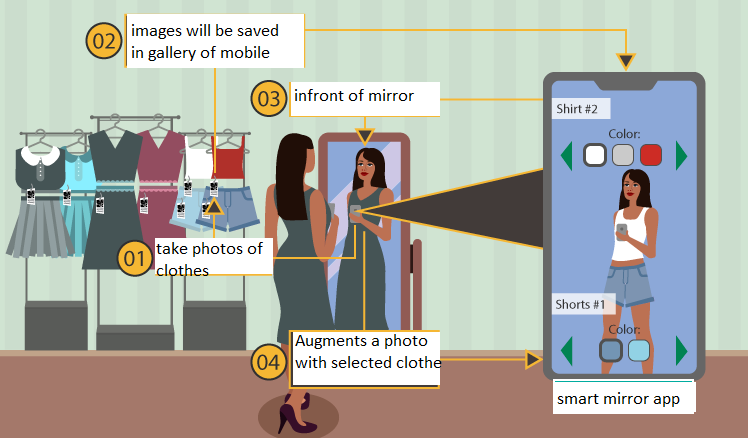 02
images will be saved
in gallery of mobile
03
infront of mirror
Shirt #2
Color:
01
take photos of
clothes
Shorts #1
Color:
04
Augments a photo
with selected clothe
smart mirror app